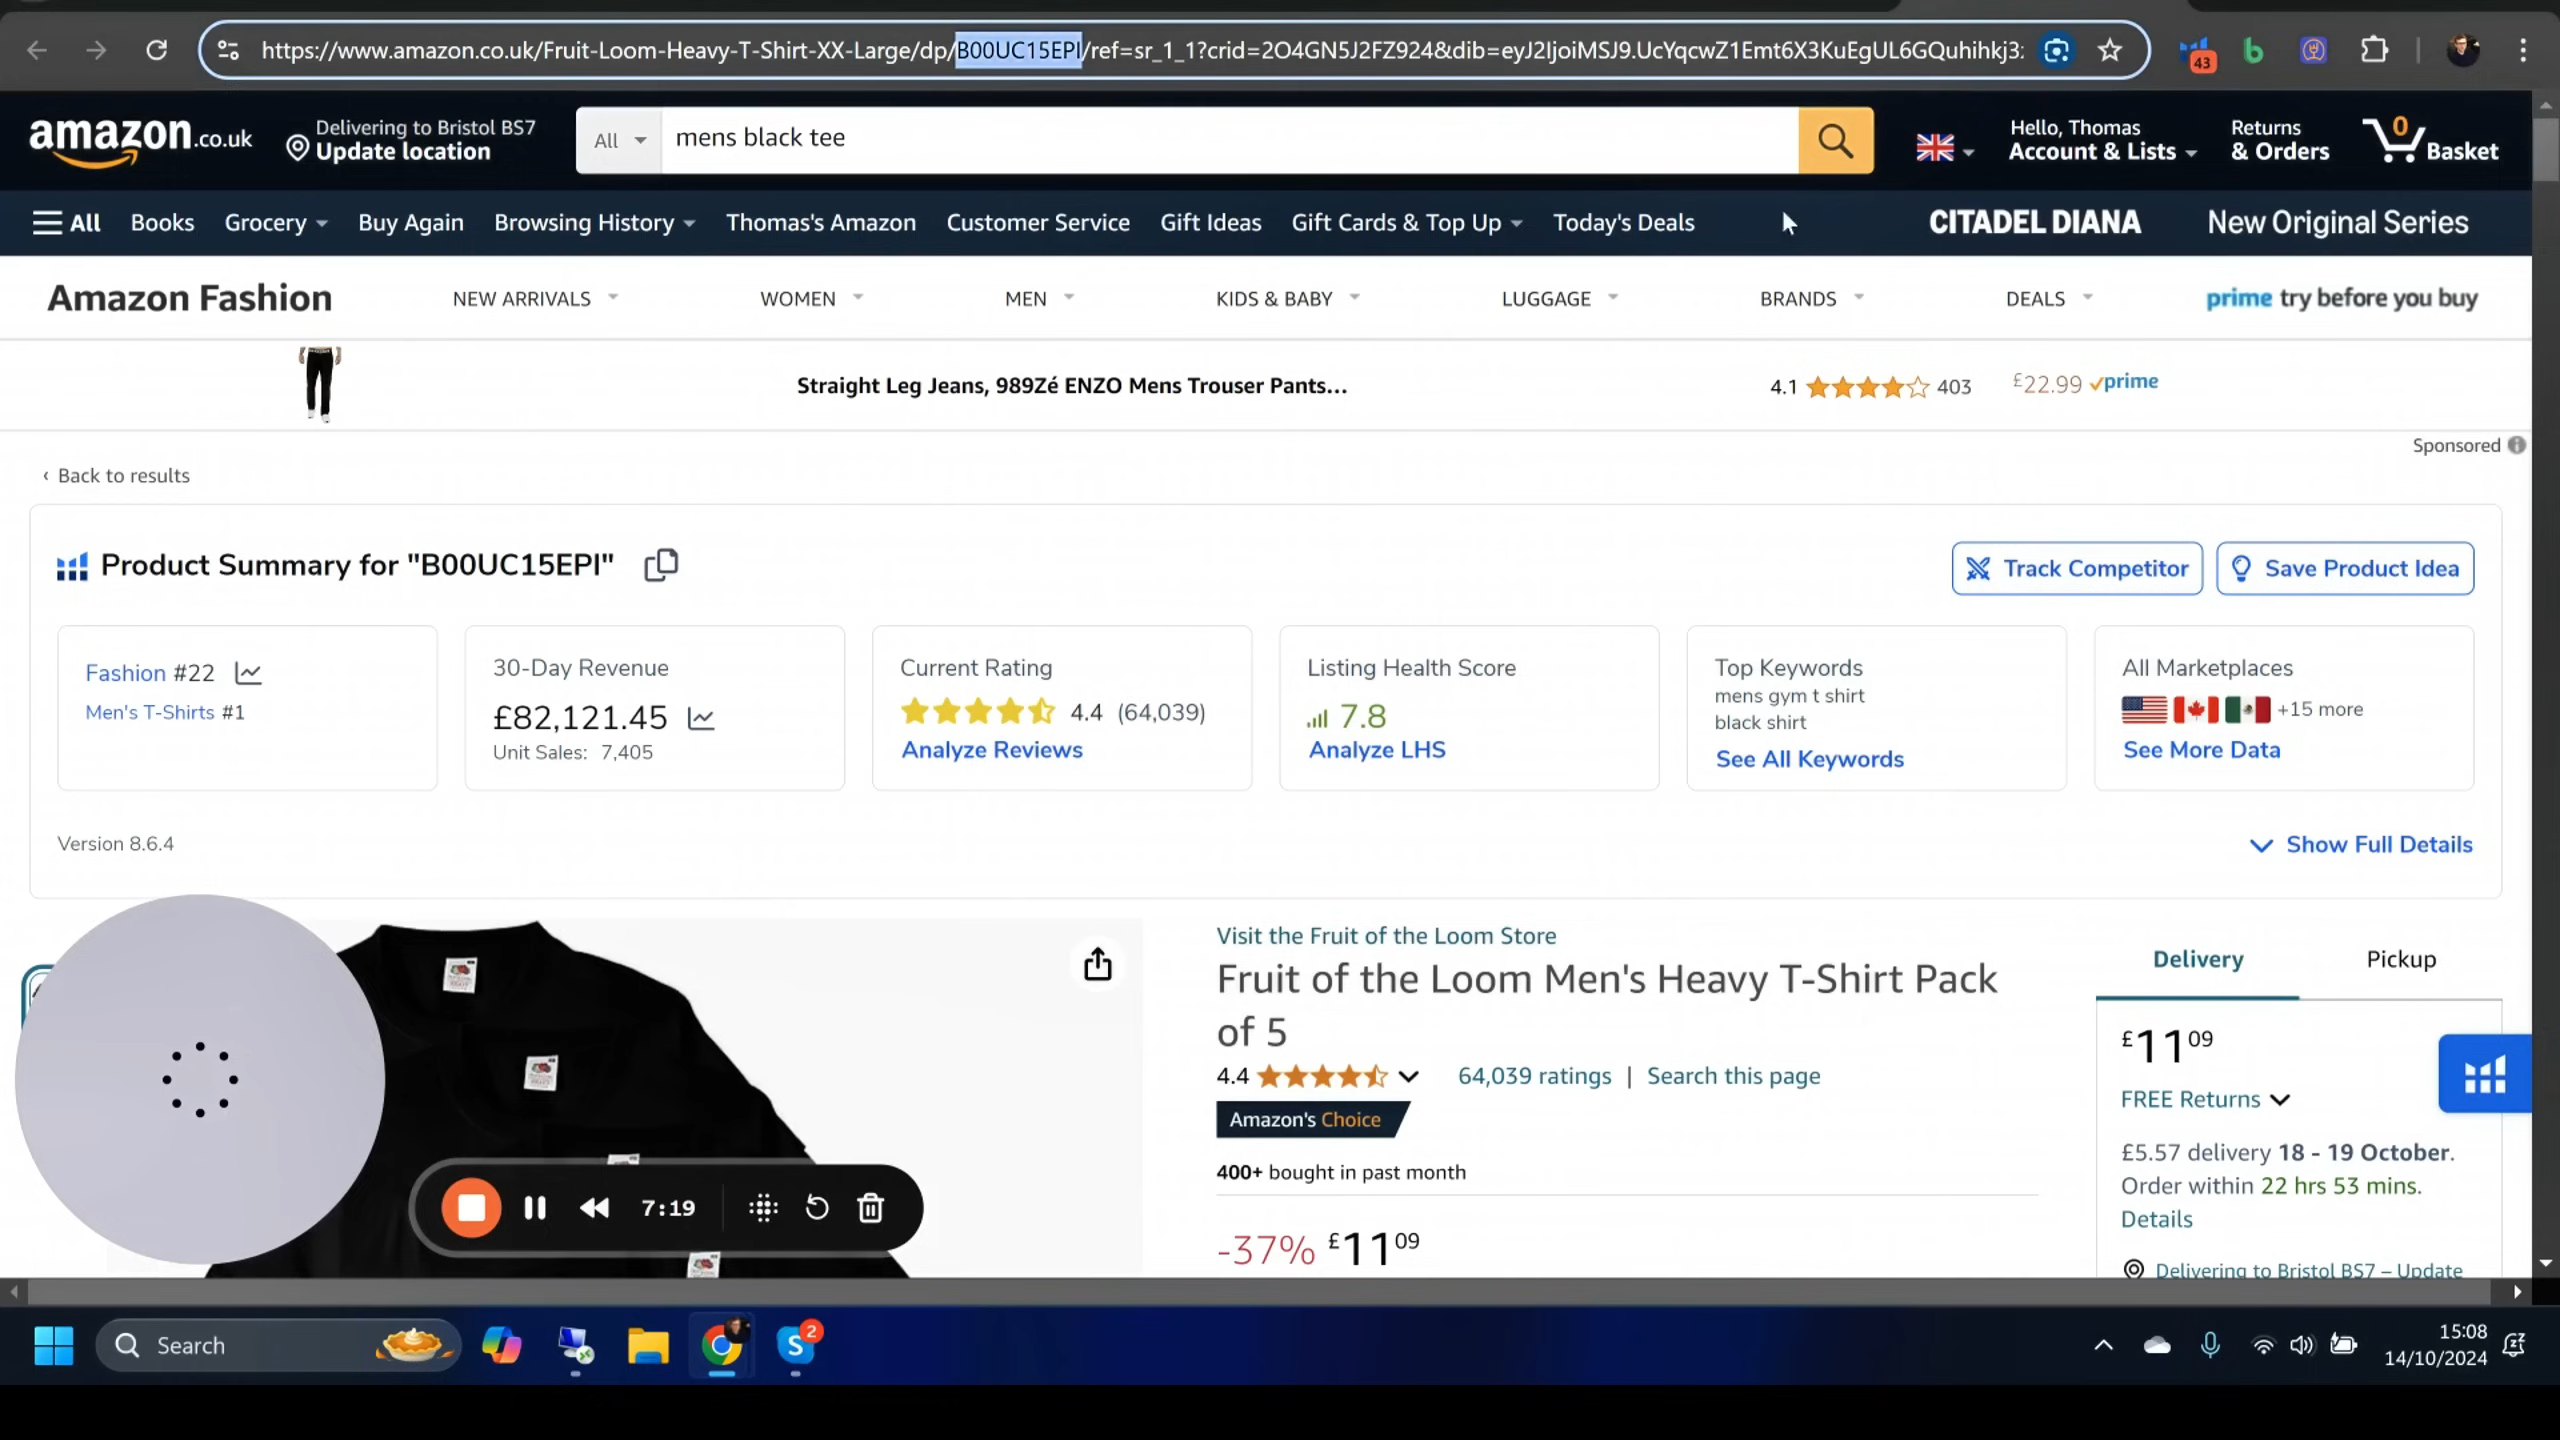 https://www.amazon.co.uk/Fruit-Loom-Heavy-T-Shirt-XX-Large/dp/B00UC15EPI/ref=sr_1_1?crid=2O4GN5J2FZ924&dib=eyJ2IjoiMSJ9.UcYqcwZ1Emt6X3KuEgUL6GQuhihkj3:
43
amazon.co.uk
Delivering to Bristol BS7
Update location
All
mens black tee
Hello, Thomas
Account & Lists
Returns
& Orders
0
Basket
All
Books
Grocery
Buy Again
Browsing History
Thomas's Amazon
Customer Service
Gift Ideas
Gift Cards & Top Up
Today's Deals
CITADEL DIANA
New Original Series
Amazon Fashion
NEW ARRIVALS
WOMEN
MEN
KIDS & BABY
LUGGAGE
BRANDS
DEALS
prime try before you buy
Straight Leg Jeans, 989Zé ENZO Mens Trouser Pants...
4.1
403
£22.99 prime
Sponsored
‹ Back to results
Product Summary for "B00UC15EPI"
Track Competitor
Save Product Idea
Fashion #22
Men's T-Shirts #1
30-Day Revenue
£82,121.45
Unit Sales: 7,405
Current Rating
4.4 (64,039)
Analyze Reviews
Listing Health Score
7.8
Analyze LHS
Top Keywords
mens gym t shirt
black shirt
See All Keywords
All Marketplaces
+15 more
See More Data
Version 8.6.4
Show Full Details
Visit the Fruit of the Loom Store
Fruit of the Loom Men's Heavy T-Shirt Pack
of 5
4.4
64,039 ratings | Search this page
Amazon's Choice
400+ bought in past month
-37% £1109
Delivery
Pickup
£1109
FREE Returns
£5.57 delivery 18 - 19 October.
Order within 22 hrs 53 mins.
Details
Delivering to Bristol BS7 – Update
7:19
Search
2
15:08
14/10/2024